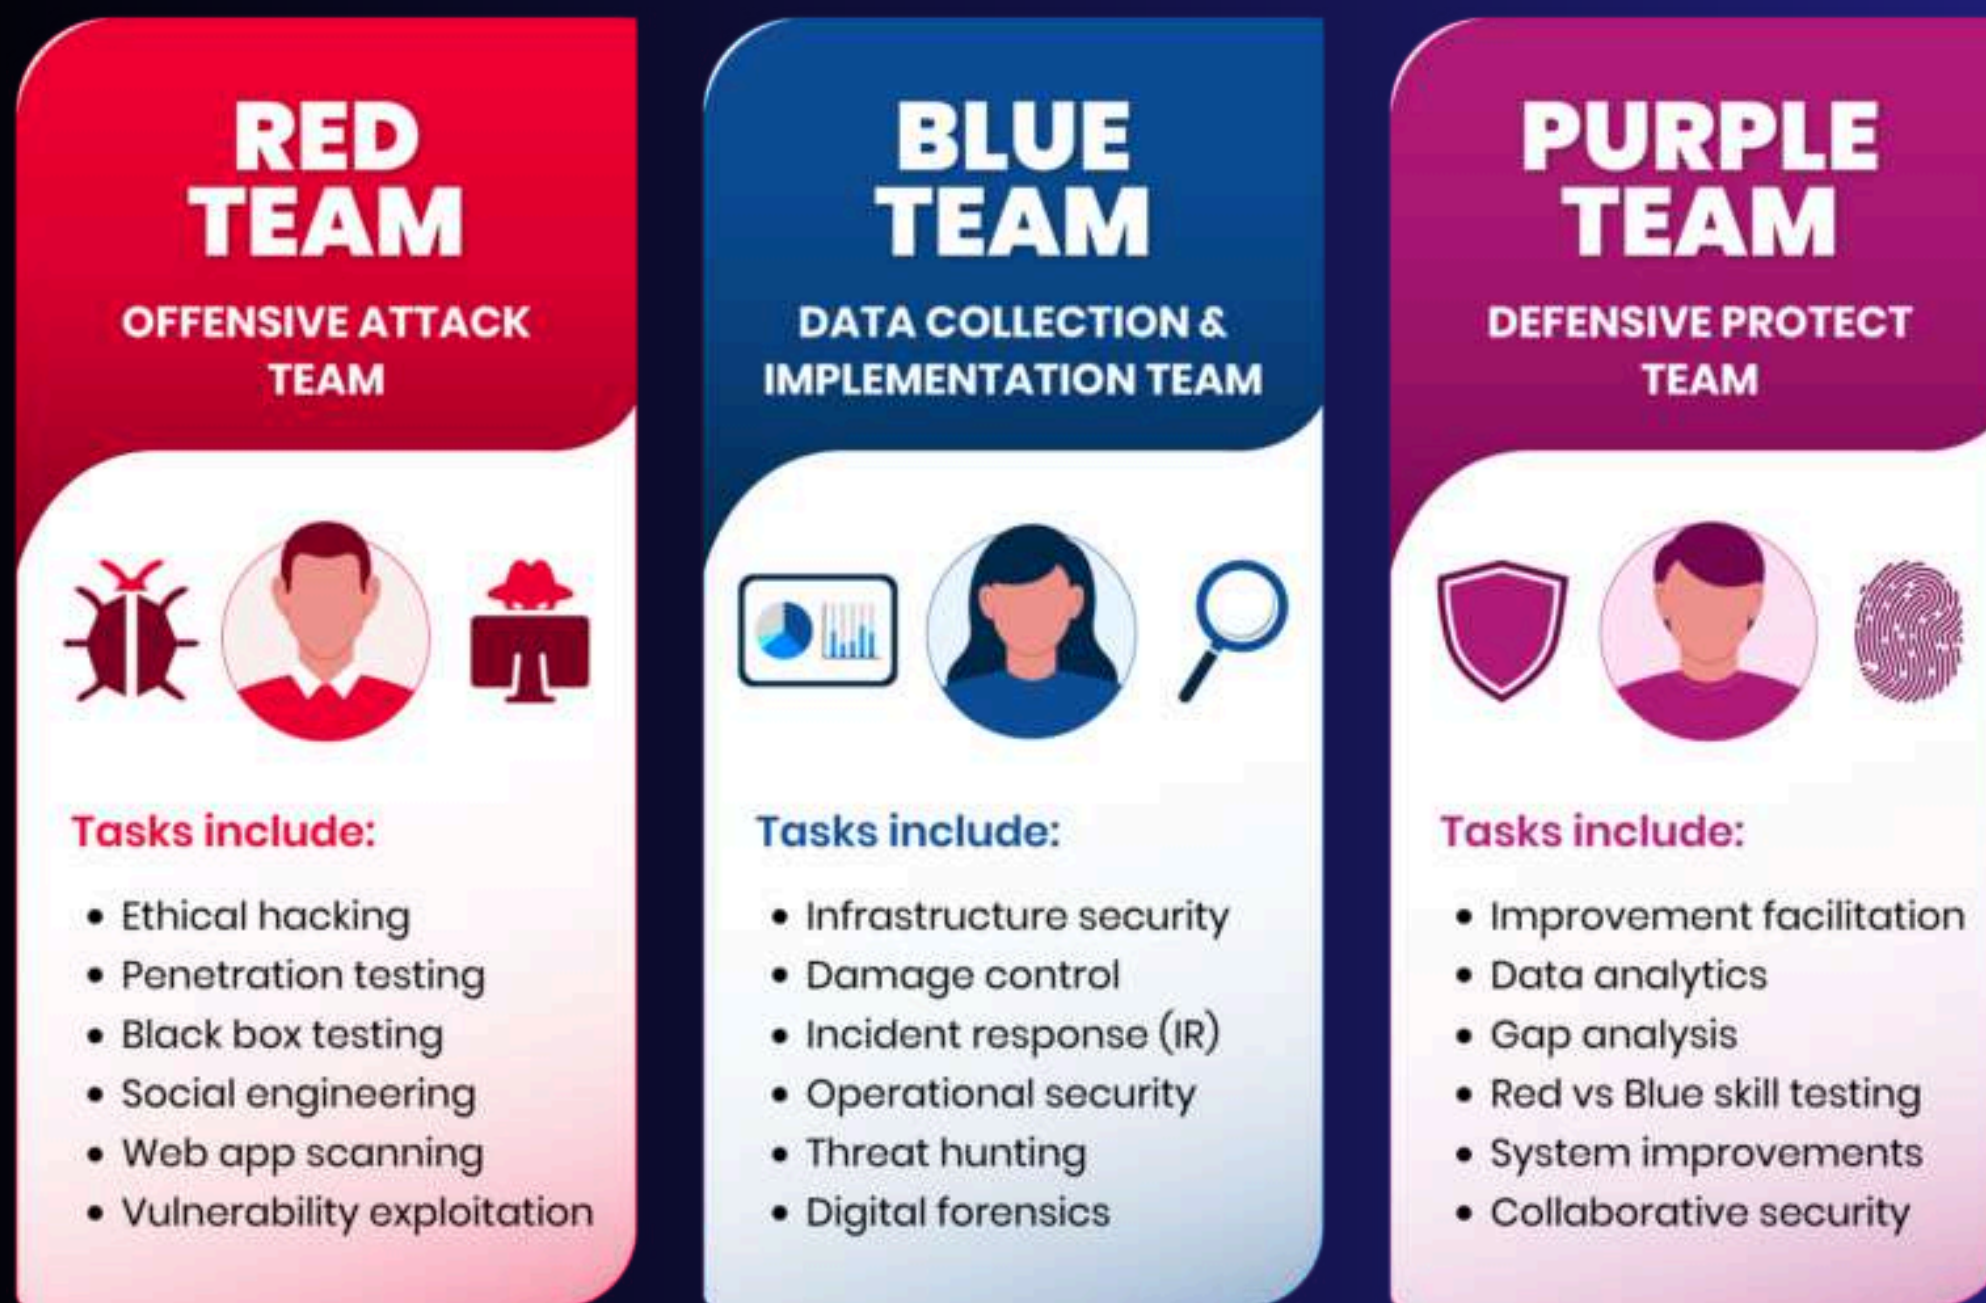 RED
TEAM
OFFENSIVE ATTACK
TEAM
Tasks include:
• Ethical hacking
• Penetration testing
• Black box testing
• Social engineering
• Web app scanning
• Vulnerability exploitation
BLUE
TEAM
DATA COLLECTION &
IMPLEMENTATION TEAM
Tasks include:
• Infrastructure security
• Damage control
• Incident response (IR)
• Operational security
• Threat hunting
• Digital forensics
PURPLE
TEAM
DEFENSIVE PROTECT
TEAM
Tasks include:
• Improvement facilitation
• Data analytics
• Gap analysis
• Red vs Blue skill testing
• System improvements
• Collaborative security